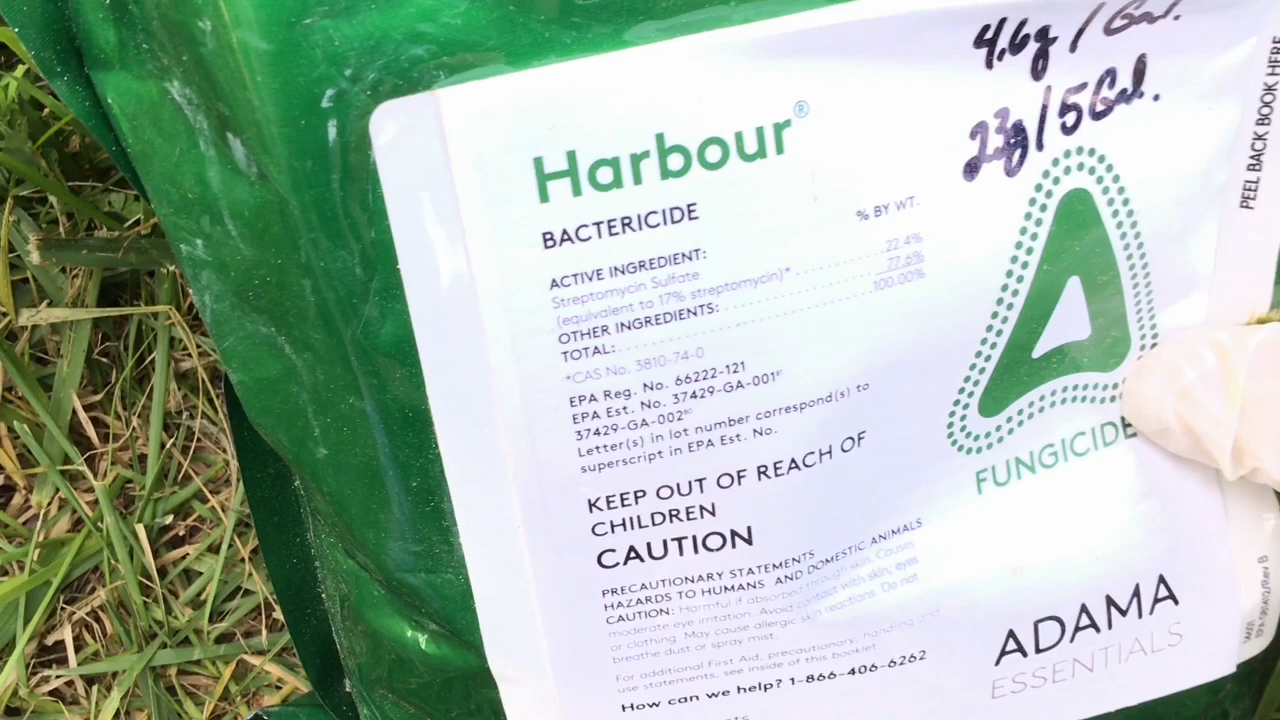 4.6g / Gal.
23g / 5 Gal.
PEEL BACK BOOK HERE
Harbour®
BACTERICIDE
% BY WT.
ACTIVE INGREDIENT:
Streptomycin Sulfate
(equivalent to 17% streptomycin)* . . . . . . . . 22.4%
OTHER INGREDIENTS: . . . . . . . . 77.6%
TOTAL: . . . . . . . . 100.00%
*CAS No. 3810-74-0
EPA Reg. No. 66222-121
EPA Est. No. 37429-GA-001
37429-GA-002
Letter(s) in lot number correspond(s) to
superscript in EPA Est. No.
FUNGICIDE
KEEP OUT OF REACH OF
CHILDREN
CAUTION
PRECAUTIONARY STATEMENTS
HAZARDS TO HUMANS AND DOMESTIC ANIMALS
CAUTION: Harmful if absorbed through skin. Causes
moderate eye irritation. Avoid contact with skin, eyes
or clothing. May cause allergic skin reactions. Do not
breathe dust or spray mist.
For additional First Aid, precautionary, handling and
use statements, see inside of this booklet
How can we help? 1-866-406-6262
ADAMA
ESSENTIALS